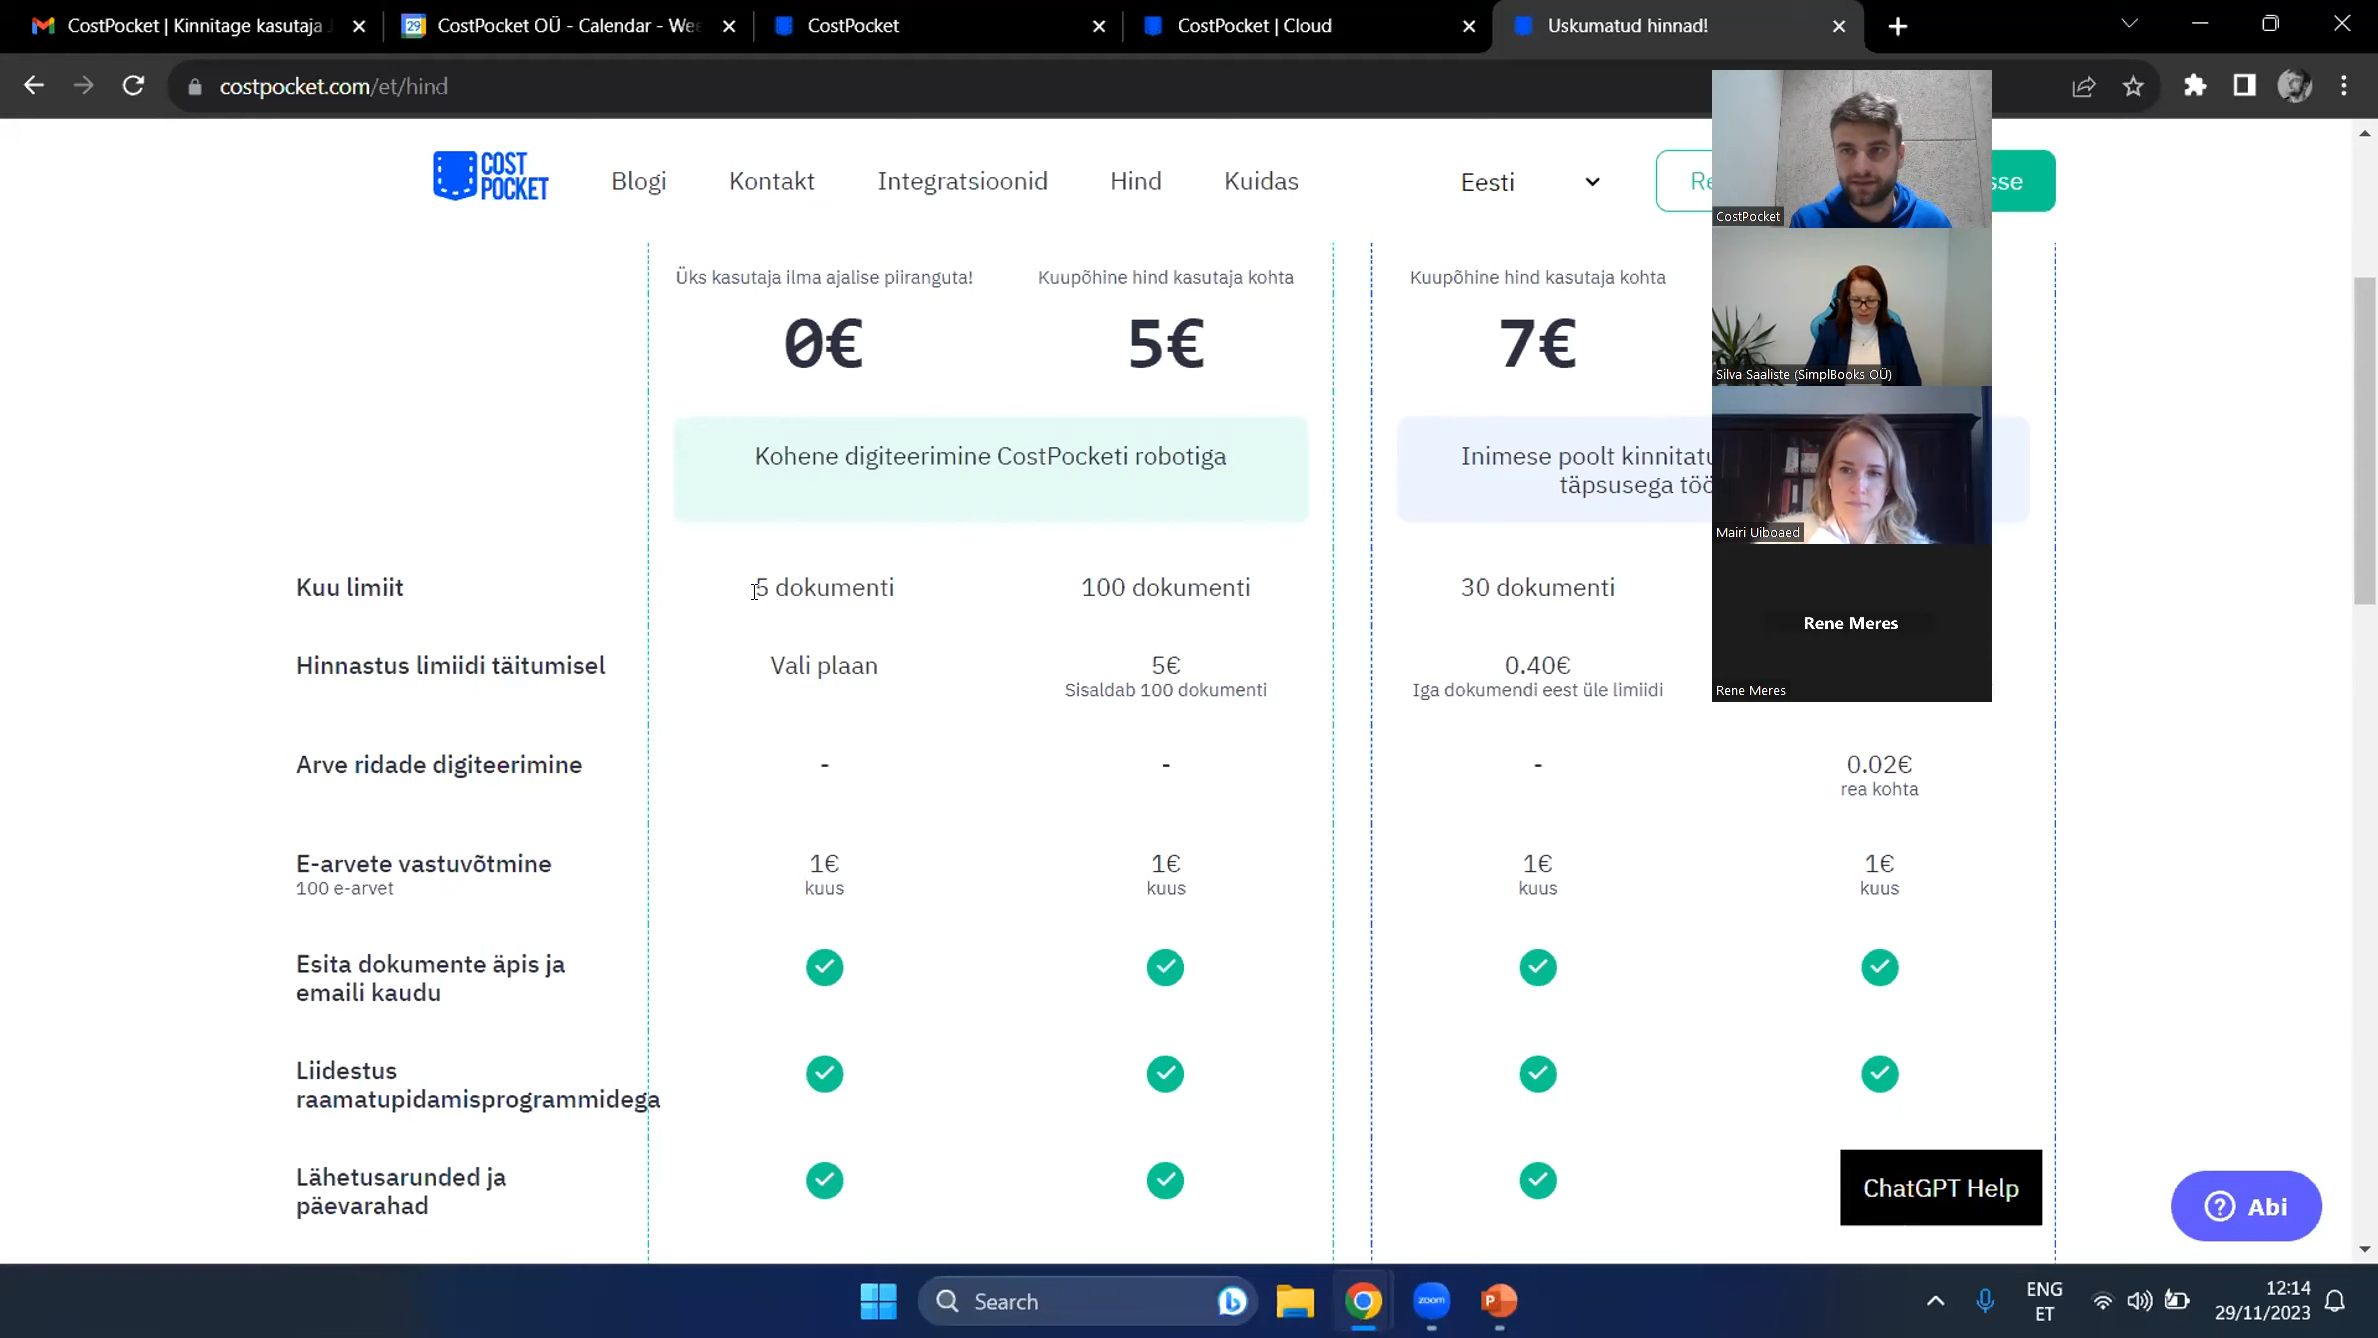 CostPocket | Kinnitage kasutaja
CostPocket OÜ - Calendar - We
CostPocket
CostPocket | Cloud
Uskumatud hinnad!
costpocket.com/et/hind
COST
POCKET
Blogi
Kontakt
Integratsioonid
Hind
Kuidas
Eesti
CostPocket
Silva Saaliste (SimplBooks OÜ)
Mairi Uiboaed
Rene Meres
Rene Meres
Üks kasutaja ilma ajalise piiranguta!
Kuupõhine hind kasutaja kohta
Kuupõhine hind kasutaja kohta
0€
5€
7€
Kohene digiteerimine CostPocketi robotiga
Inimese poolt kinnitatu
täpsusega töö
Kuu limiit
5 dokumenti
100 dokumenti
30 dokumenti
Hinnastus limiidi täitumisel
Vali plaan
5€
Sisaldab 100 dokumenti
0.40€
Iga dokumendi eest üle limiidi
Arve ridade digiteerimine
-
-
-
0.02€
rea kohta
E-arvete vastuvõtmine
100 e-arvet
1€
kuus
1€
kuus
1€
kuus
1€
kuus
Esita dokumente äpis ja
emaili kaudu
Liidestus
raamatupidamisprogrammidega
Lähetusarunded ja
päevarahad
ChatGPT Help
Abi
Search
zoom
ENG
ET
12:14
29/11/2023